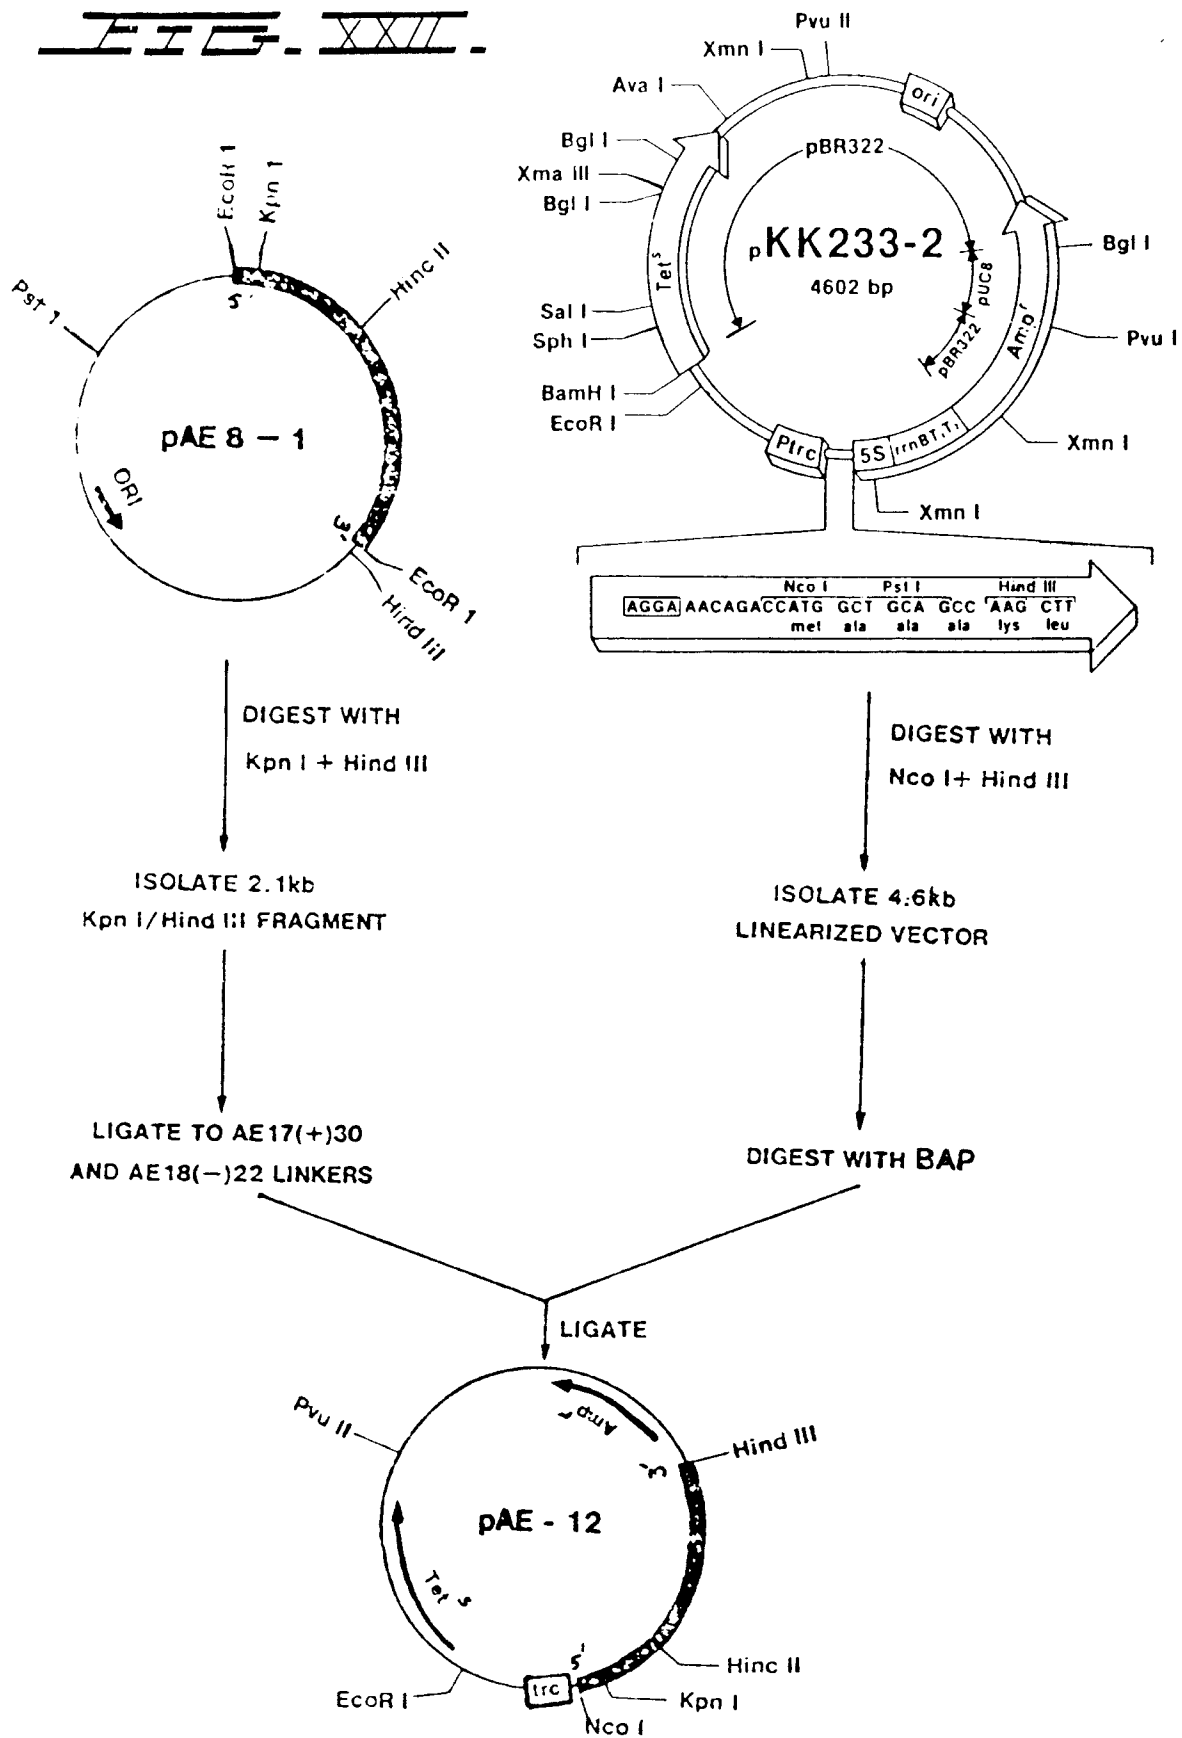 FIG. XXII.
EcoR 1
Kpn 1
Hinc II
Pst 1
5'
pAE 8 – 1
ORI
3'
EcoR 1
Hind III
Pvu II
Xmn I
Ava I
ori
Bgl I
Xma III
Bgl I
pBR322
pKK233-2
4602 bp
Tet s
Bgl I
pUC8
pBR322
Amp r
Pvu I
Sal I
Sph I
BamH I
EcoR I
Ptrc
5S
rrnBT₁T₂
Xmn I
Xmn I
Nco I Pst I Hind III
AGGA AACAGACCATG GCT GCA GCC AAG CTT
met ala ala ala lys leu
DIGEST WITH
Kpn I + Hind III
DIGEST WITH
Nco I+ Hind III
ISOLATE 2.1kb
Kpn I/Hind III FRAGMENT
ISOLATE 4.6kb
LINEARIZED VECTOR
LIGATE TO AE17(+)30
AND AE18(–)22 LINKERS
DIGEST WITH BAP
LIGATE
Amp r
Pvu II
Hind III
3'
pAE - 12
Tet s
5'
Hinc II
EcoR I
trc
Kpn I
Nco I